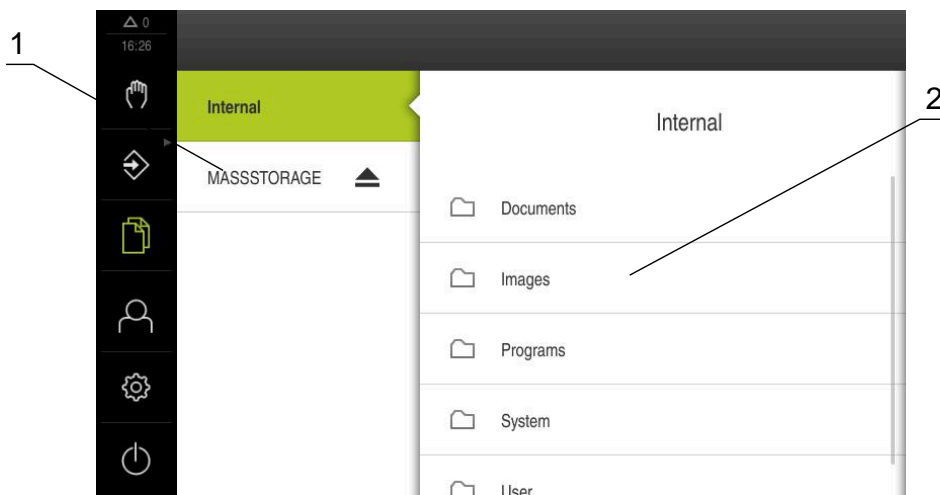 1
0
16:26
Internal
MASSSTORAGE
Internal
2
Documents
Images
Programs
System
User